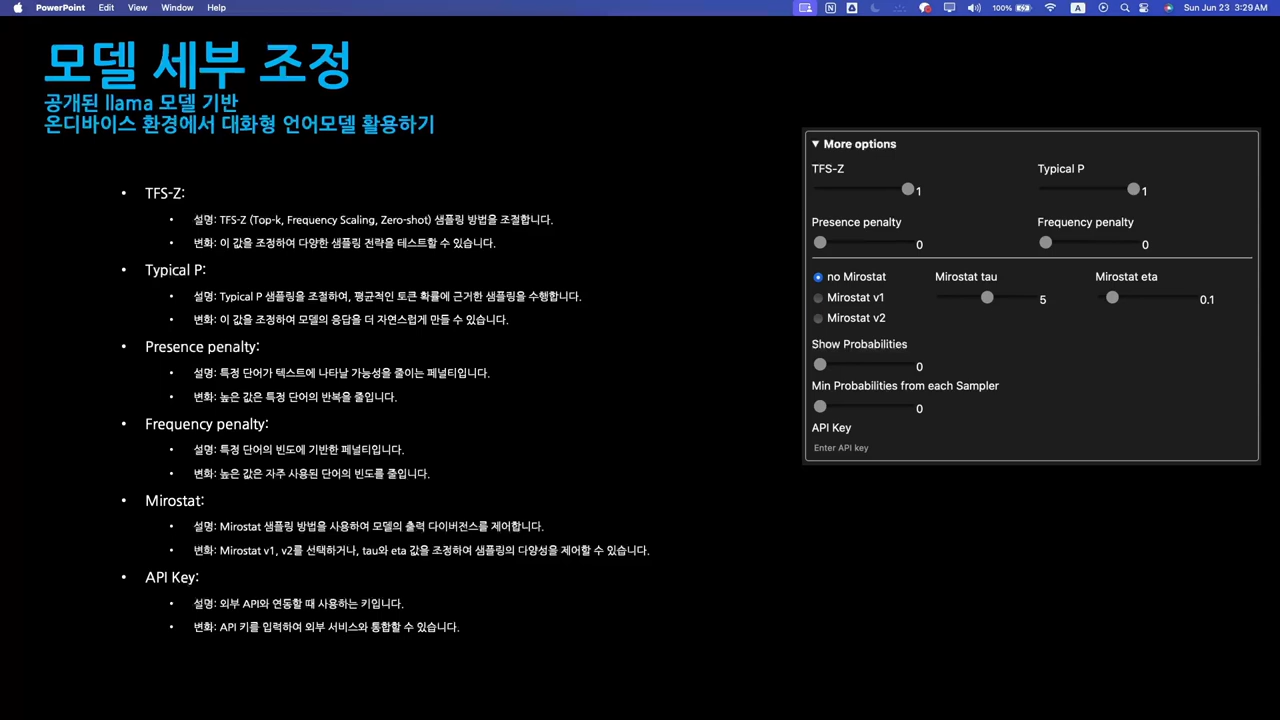 PowerPoint Edit View Window Help
100% A Sun Jun 23 3:29 AM
모델 세부 조정
공개된 llama 모델 기반
온디바이스 환경에서 대화형 언어모델 활용하기
• TFS-Z:
• 설명: TFS-Z (Top-k, Frequency Scaling, Zero-shot) 샘플링 방법을 조절합니다.
• 변화: 이 값을 조정하여 다양한 샘플링 전략을 테스트할 수 있습니다.
• Typical P:
• 설명: Typical P 샘플링을 조절하여, 평균적인 토큰 확률에 근거한 샘플링을 수행합니다.
• 변화: 이 값을 조정하여 모델의 응답을 더 자연스럽게 만들 수 있습니다.
• Presence penalty:
• 설명: 특정 단어가 텍스트에 나타날 가능성을 줄이는 페널티입니다.
• 변화: 높은 값은 특정 단어의 반복을 줄입니다.
• Frequency penalty:
• 설명: 특정 단어의 빈도에 기반한 페널티입니다.
• 변화: 높은 값은 자주 사용된 단어의 빈도를 줄입니다.
• Mirostat:
• 설명: Mirostat 샘플링 방법을 사용하여 모델의 출력 다이버전스를 제어합니다.
• 변화: Mirostat v1, v2를 선택하거나, tau와 eta 값을 조정하여 샘플링의 다양성을 제어할 수 있습니다.
• API Key:
• 설명: 외부 API와 연동할 때 사용하는 키입니다.
• 변화: API 키를 입력하여 외부 서비스와 통합할 수 있습니다.
▼ More options
TFS-Z Typical P
1 1
Presence penalty Frequency penalty
0 0
no Mirostat Mirostat tau Mirostat eta
Mirostat v1 5 0.1
Mirostat v2
Show Probabilities
0
Min Probabilities from each Sampler
0
API Key
Enter API key